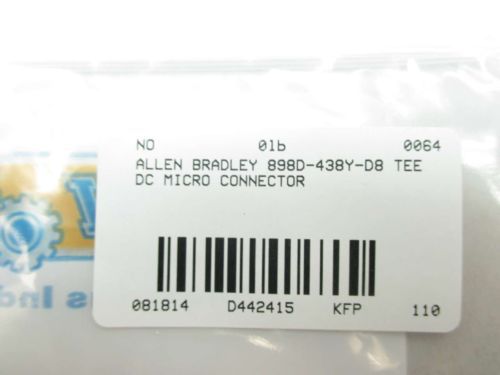 NO 01b 0064
ALLEN BRADLEY 898D-438Y-D8 TEE
DC MICRO CONNECTOR
081814 D442415 KFP 110